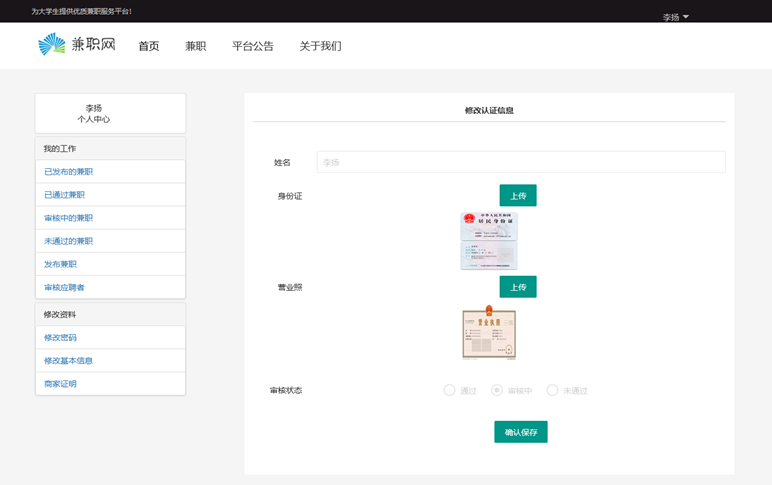 为大学生提供优质兼职服务平台!
李扬
兼职网
首页 兼职 平台公告 关于我们
李扬
个人中心
我的工作
已发布的兼职
已通过兼职
审核中的兼职
未通过的兼职
发布兼职
审核应聘者
修改资料
修改密码
修改基本信息
商家证明
修改认证信息
姓名 李扬
身份证 上传
中华人民共和国
居民身份证
营业照 上传
营业执照
审核状态 通过 审核中 未通过
确认保存